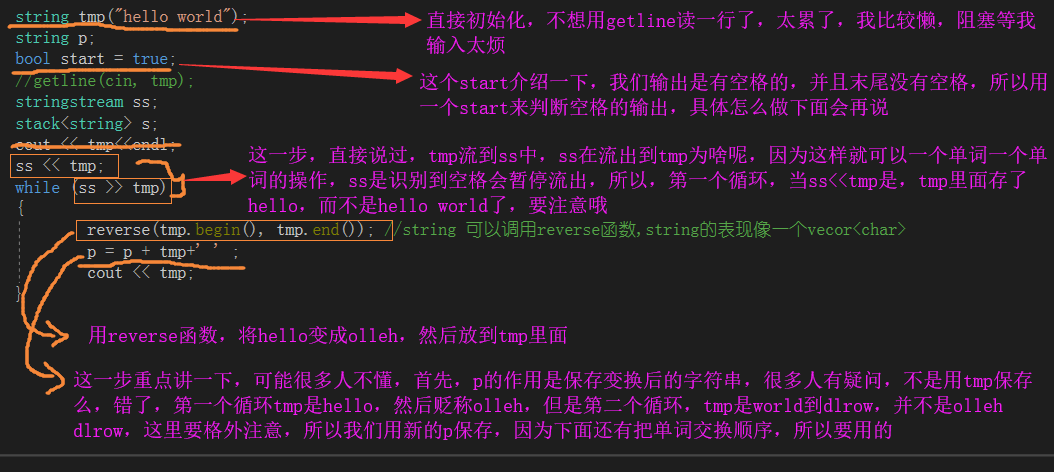 string tmp("hello world");
直接初始化，不想用getline读一行了，太累了，我比较懒，阻塞等我
输入太烦
string p;
bool start = true;
//getline(cin, tmp);
这个start介绍一下，我们输出是有空格的，并且末尾没有空格，所以用
一个start来判断空格的输出，具体怎么做下面会再说
stringstream ss;
stack<string> s;
cout << tmp<<endl;
ss << tmp;
while (ss >> tmp)
这一步，直接说过，tmp流到ss中，ss在流出到tmp为啥呢，因为这样就可以一个单词一个单
词的操作，ss是识别到空格会暂停流出，所以，第一个循环，当ss<<tmp是，tmp里面存了
hello，而不是hello world了，要注意哦
{
reverse(tmp.begin(), tmp.end()); //string 可以调用reverse函数,string的表现像一个vecor<char>
p = p + tmp+' ' ;
cout << tmp;
}
用reverse函数，将hello变成olleh，然后放到tmp里面
这一步重点讲一下，可能很多人不懂，首先，p的作用是保存变换后的字符串，很多人有疑问，不是用tmp保存
么，错了，第一个循环tmp是hello，然后贬称olleh，但是第二个循环，tmp是world到dlrow，并不是olleh
dlrow，这里要格外注意，所以我们用新的p保存，因为下面还有把单词交换顺序，所以要用的